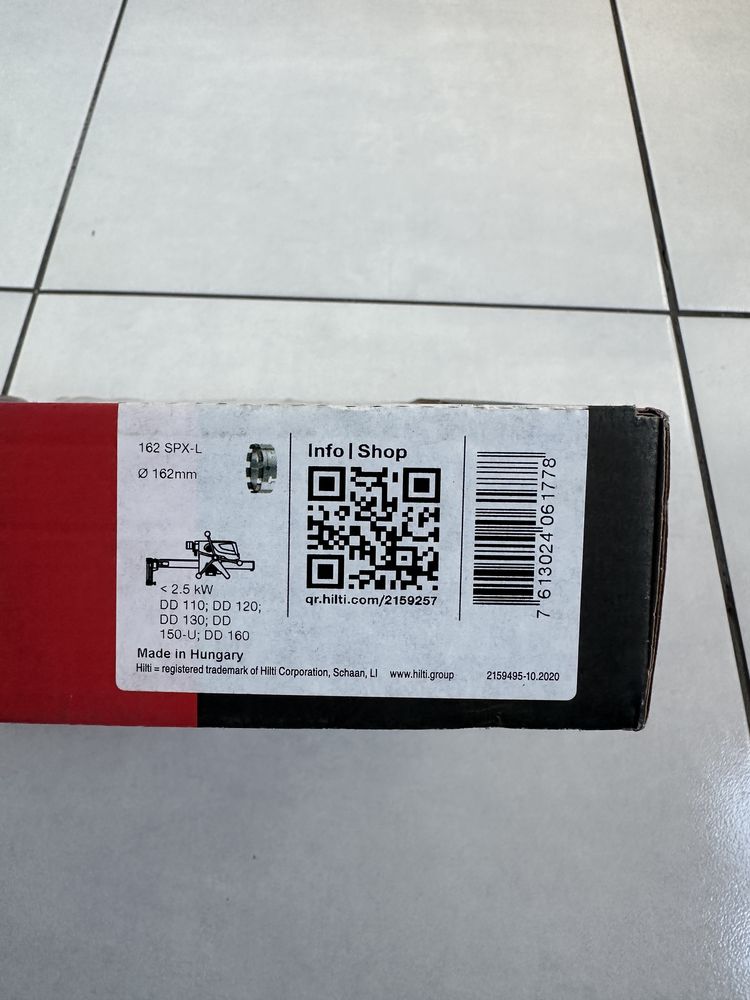 162 SPX-L
Ø 162mm
< 2.5 kW
DD 110; DD 120;
DD 130; DD
150-U; DD 160
Info | Shop
qr.hilti.com/2159257
7 613024 061778
Made in Hungary
Hilti = registered trademark of Hilti Corporation, Schaan, LI www.hilti.group 2159495-10.2020